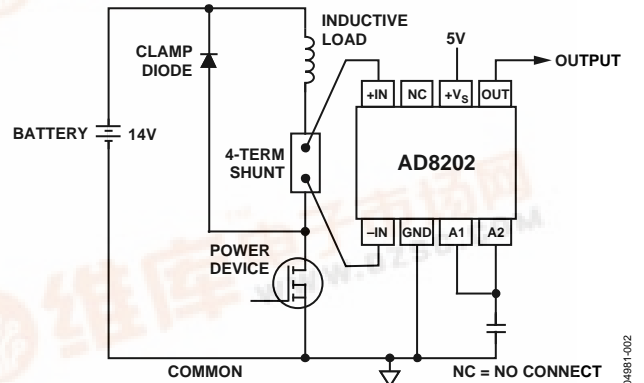 INDUCTIVE
LOAD
5V
OUTPUT
CLAMP
DIODE
+IN NC +VS OUT
BATTERY 14V
4-TERM
SHUNT
AD8202
-IN GND A1 A2
POWER
DEVICE
COMMON
NC = NO CONNECT
04981-002